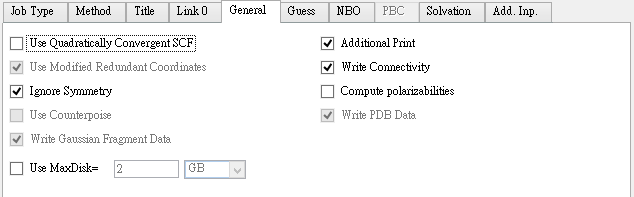 Job Type Method Title Link 0 General Guess NBO PBC Solvation Add. Inp.
Use Quadratically Convergent SCF
Additional Print
Use Modified Redundant Coordinates
Write Connectivity
Ignore Symmetry
Compute polarizabilities
Use Counterpoise
Write PDB Data
Write Gaussian Fragment Data
Use MaxDisk= 2 GB